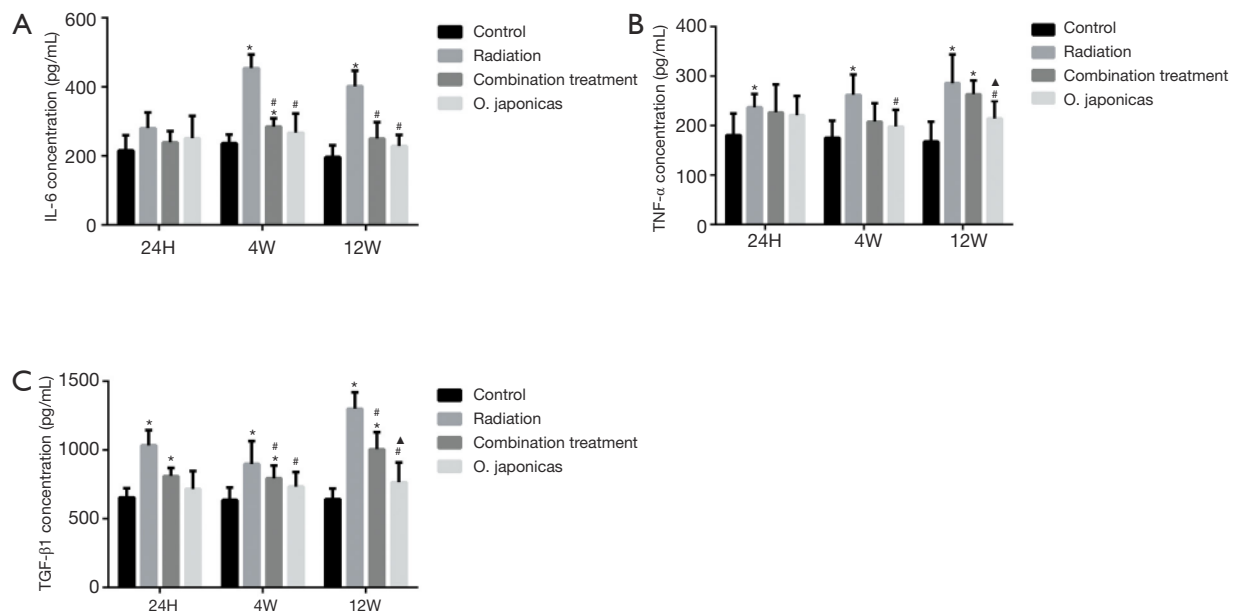 A
IL-6 concentration (pg/mL)
600
400
200
0
*
*
#
*
#
#
#
24H
4W
12W
Control
Radiation
Combination treatment
O. japonicas
B
TNF-α concentration (pg/mL)
400
300
200
100
0
*
*
#
*
*
▲
#
24H
4W
12W
Control
Radiation
Combination treatment
O. japonicas
C
TGF-β1 concentration (pg/mL)
1500
1000
500
0
*
*
*
#
*
#
*
#
*
▲
#
24H
4W
12W
Control
Radiation
Combination treatment
O. japonicas